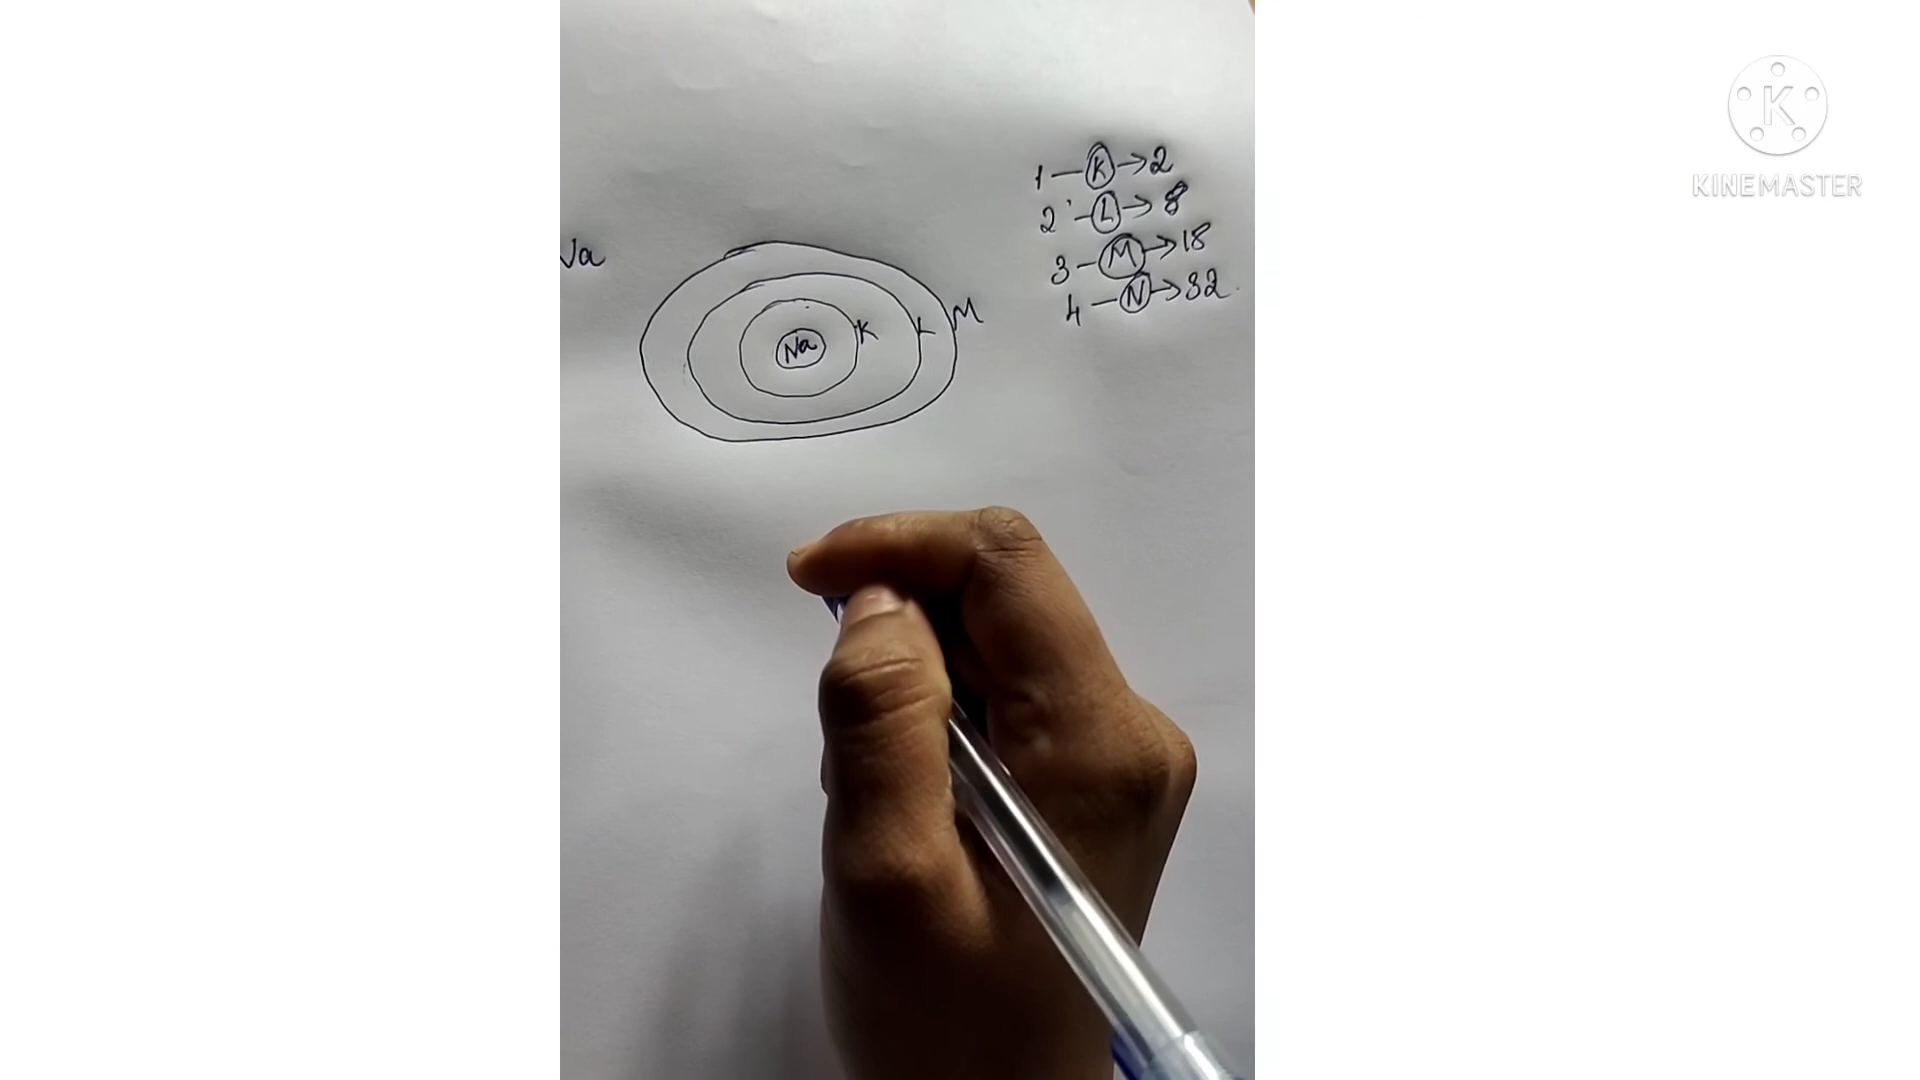 1 — K → 2
2 — L → 8
3 — M → 18
4 — N → 32
Na
Na K L M
K
KINEMASTER